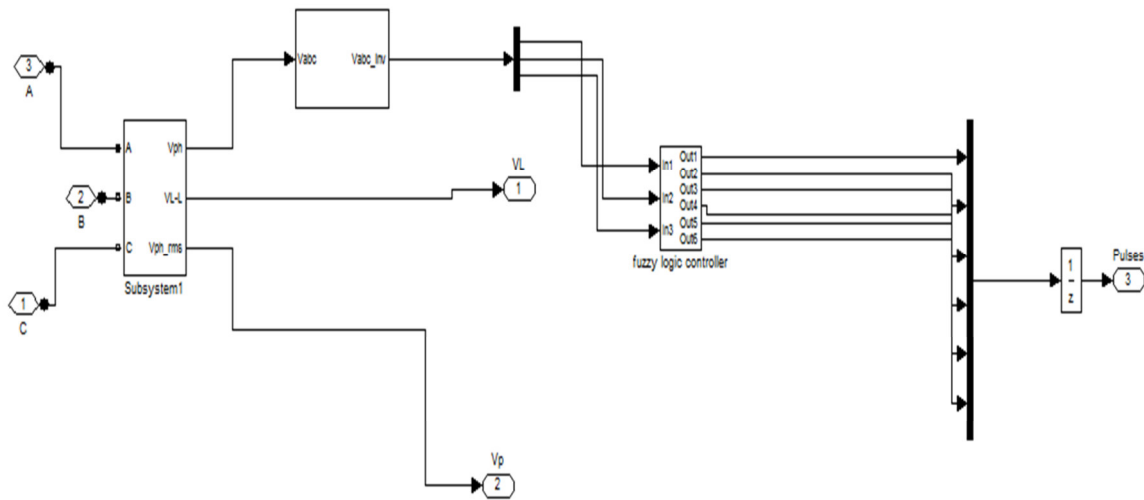 3
A
2
B
1
C
A
B
C
Vph
VL-L
Vph_rms
Subsystem1
Vabc
Vabc_Inv
VL
1
Vp
2
In1
In2
In3
Out1
Out2
Out3
Out4
Out5
Out6
fuzzy logic controller
1
z
Pulses
3